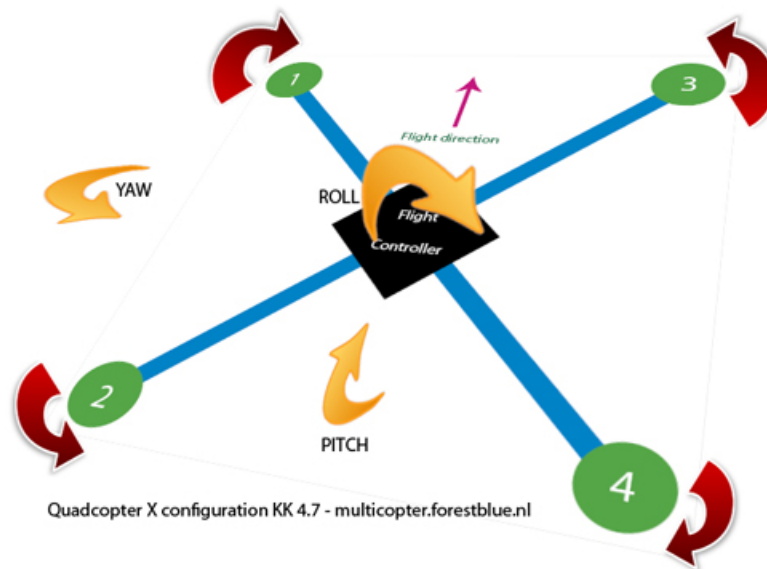 1
3
Flight direction
YAW
ROLL
Flight
Controller
2
PITCH
4
Quadcopter X configuration KK 4.7 - multicopter.forestblue.nl